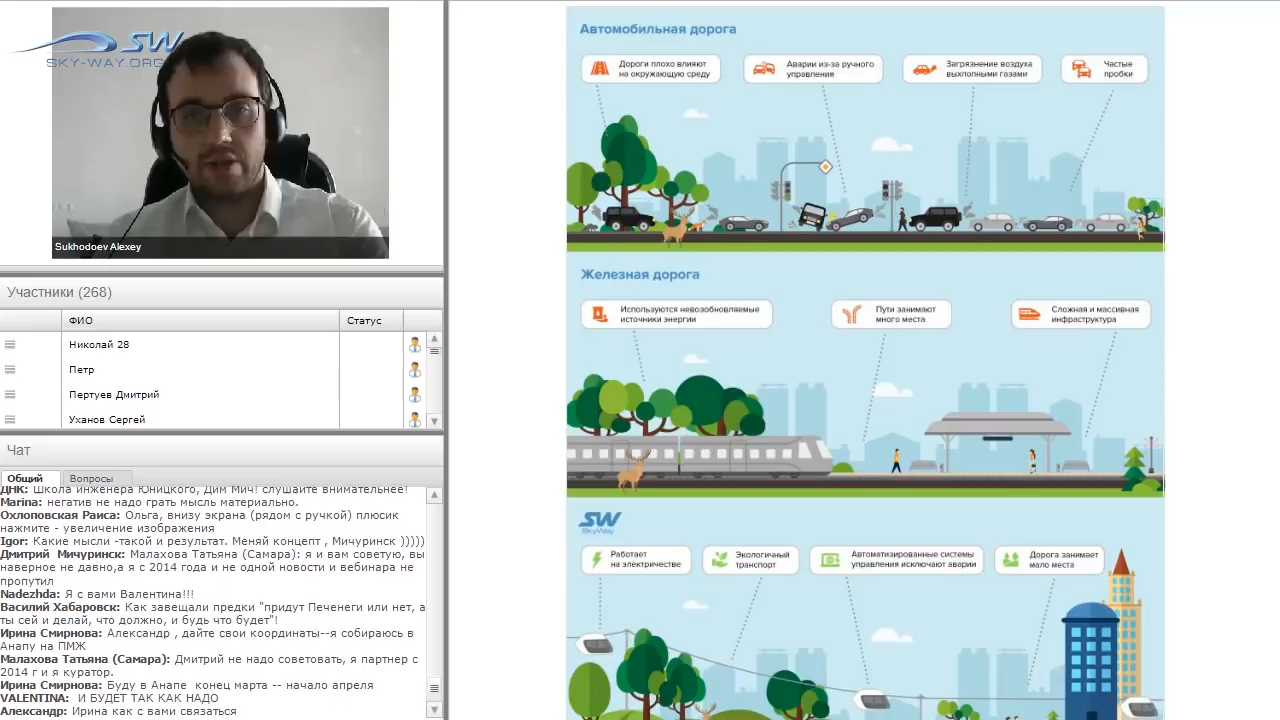 SW
SKY-WAY.ORG
Sukhodoev Alexey
Участники (268)
ФИО
Статус
Николай 28
Петр
Пертуев Дмитрий
Уханов Сергей
Чат
Общий
Вопросы
ДНК: Школа инженера Юницкого, Дим Мич! слушайте внимательнее!
Marina: негатив не надо грать мысль материально.
Охлоповская Раиса: Ольга, внизу экрана (рядом с ручкой) плюсик
нажмите - увеличение изображения
Igor: Какие мысли -такой и результат. Меняй концепт , Мичуринск )))))
Дмитрий Мичуринск: Малахова Татьяна (Самара): я и вам советую, вы
наверное не давно,а я с 2014 года и не одной новости и вебинара не
пропутил
Nadezhda: Я с вами Валентина!!!
Василий Хабаровск: Как завещали предки "придут Печенеги или нет, а
ты сей и делай, что должно, и будь что будет"!
Ирина Смирнова: Александр , дайте свои координаты--я собираюсь в
Анапу на ПМЖ
Малахова Татьяна (Самара): Дмитрий не надо советовать, я партнер с
2014 г и я куратор.
Ирина Смирнова: Буду в Анапе конец марта -- начало апреля
VALENTINA: И БУДЕТ ТАК КАК НАДО
Александр: Ирина как с вами связаться
Автомобильная дорога
Дороги плохо влияют
на окружающую среду
Аварии из-за ручного
управления
Загрязнение воздуха
выхлопными газами
Частые
пробки
Железная дорога
Используются невозобновляемые
источники энергии
Пути занимают
много места
Сложная и массивная
инфраструктура
SW
SkyWay
Работает
на электричестве
Экологичный
транспорт
Автоматизированные системы
управления исключают аварии
Дорога занимает
мало места